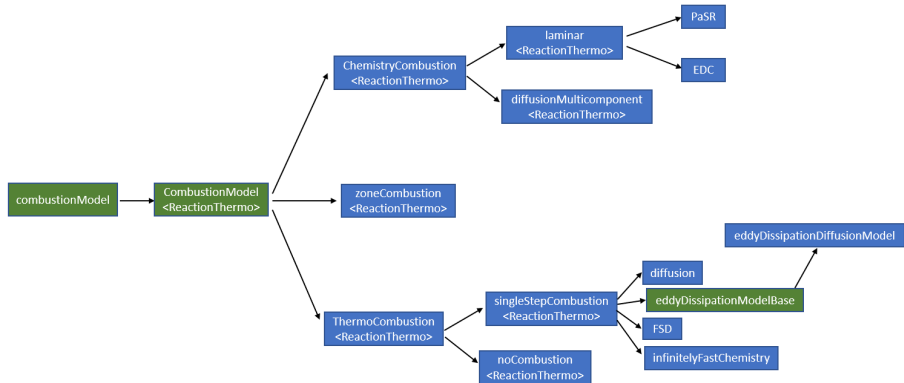 PaSR
laminar
<ReactionThermo>
ChemistryCombustion
<ReactionThermo>
EDC
diffusionMulticomponent
<ReactionThermo>
combustionModel
CombustionModel
<ReactionThermo>
zoneCombustion
<ReactionThermo>
eddyDissipationDiffusionModel
diffusion
singleStepCombustion
<ReactionThermo>
eddyDissipationModelBase
ThermoCombustion
<ReactionThermo>
FSD
noCombustion
<ReactionThermo>
infinitelyFastChemistry